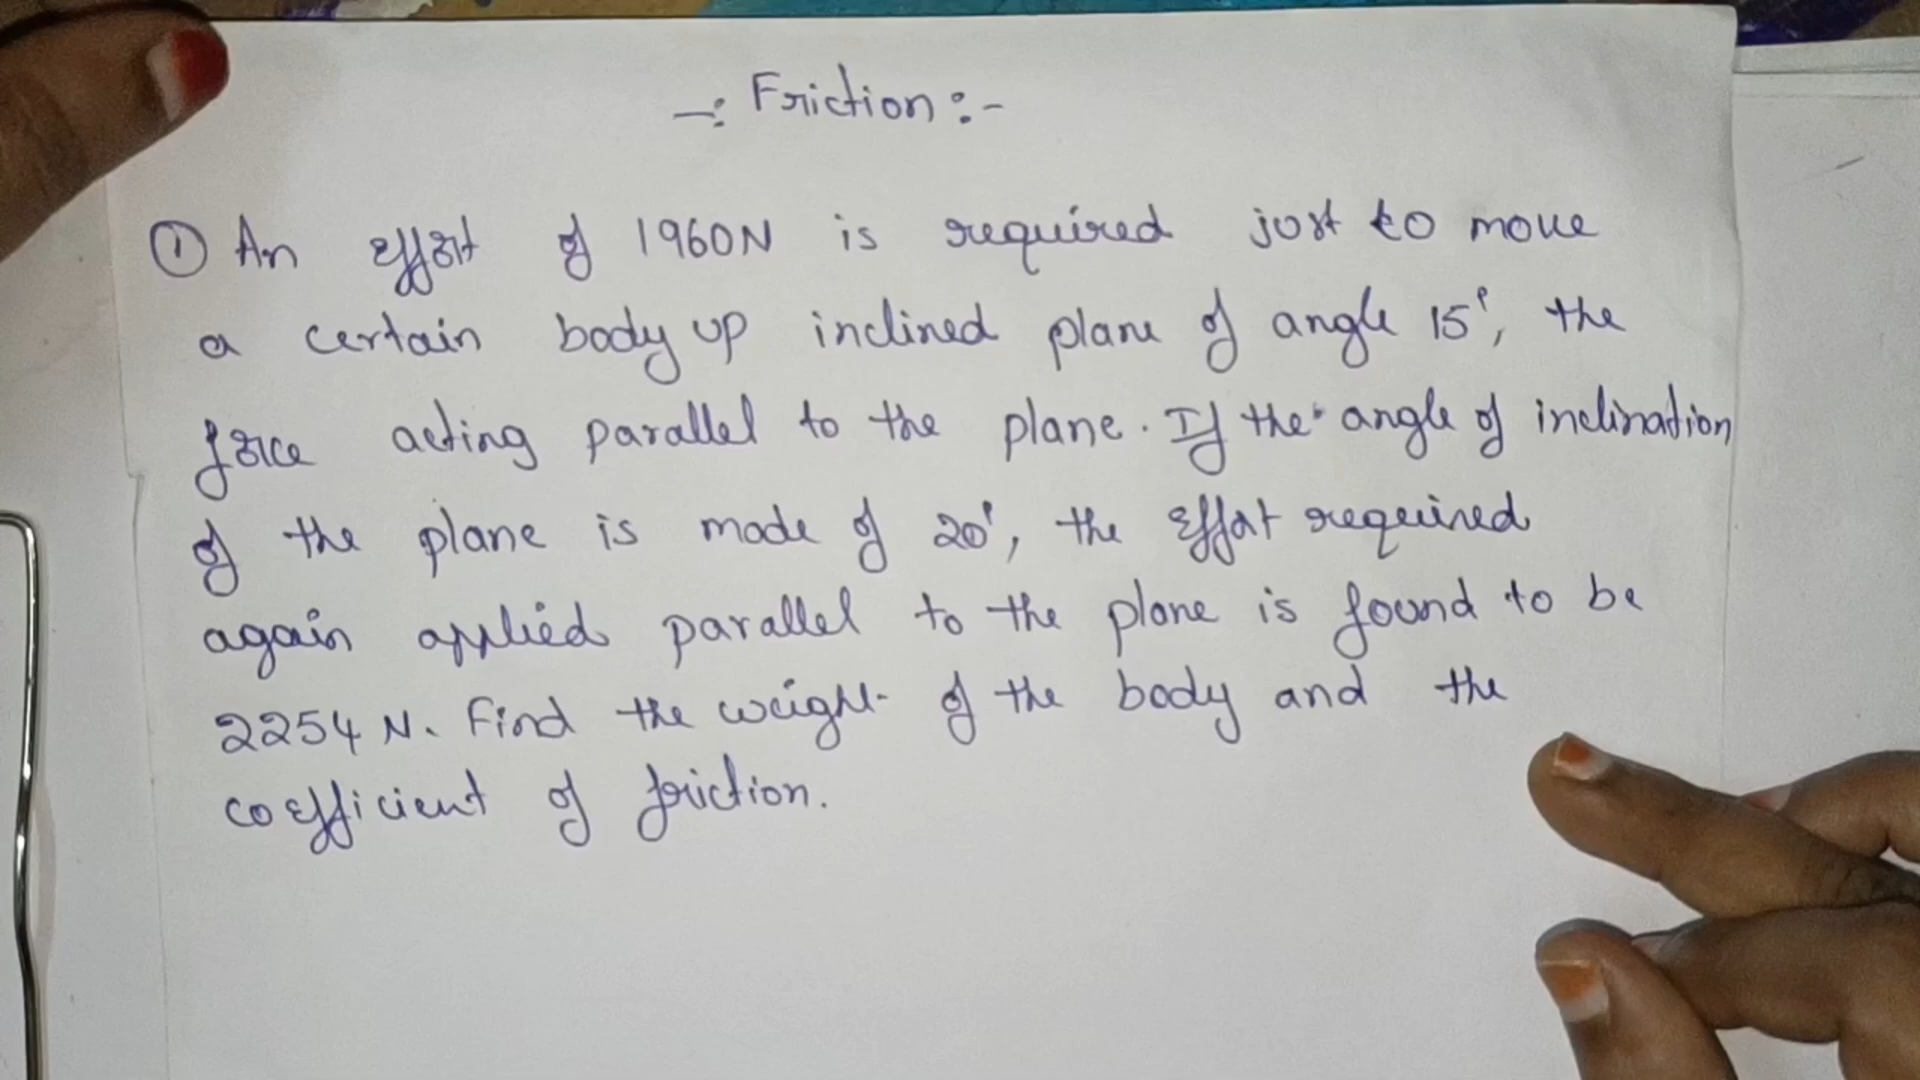 -: Friction :-
① An effort of 1960N is required just to move
a certain body up inclined plane of angle 15°, the
force acting parallel to the plane. If the angle of inclination
of the plane is made of 20°, the effort required
again applied parallel to the plane is found to be
2254 N. Find the weight of the body and the
coefficient of friction.